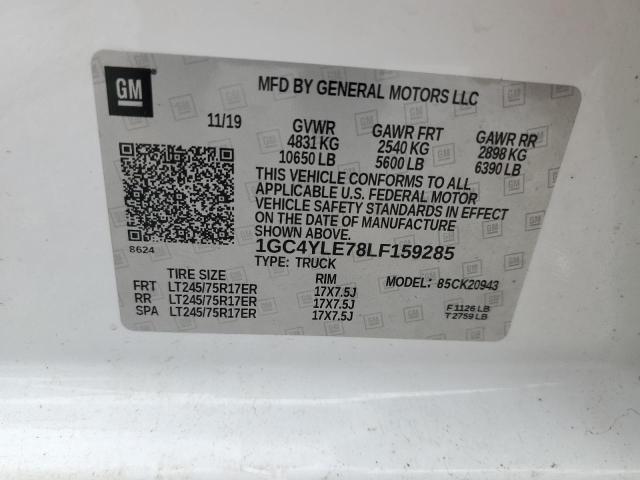 GM
MFD BY GENERAL MOTORS LLC
11/19 GVWR GAWR FRT GAWR RR
4831 KG 2540 KG 2898 KG
10650 LB 5600 LB 6390 LB
THIS VEHICLE CONFORMS TO ALL
APPLICABLE U.S. FEDERAL MOTOR
VEHICLE SAFETY STANDARDS IN EFFECT
ON THE DATE OF MANUFACTURE
SHOWN ABOVE.
8624
1GC4YLE78LF159285
TYPE: TRUCK
TIRE SIZE RIM MODEL: 85CK20943
FRT LT245/75R17ER 17X7.5J
RR LT245/75R17ER 17X7.5J
SPA LT245/75R17ER 17X7.5J
F1126 LB
T2759 LB